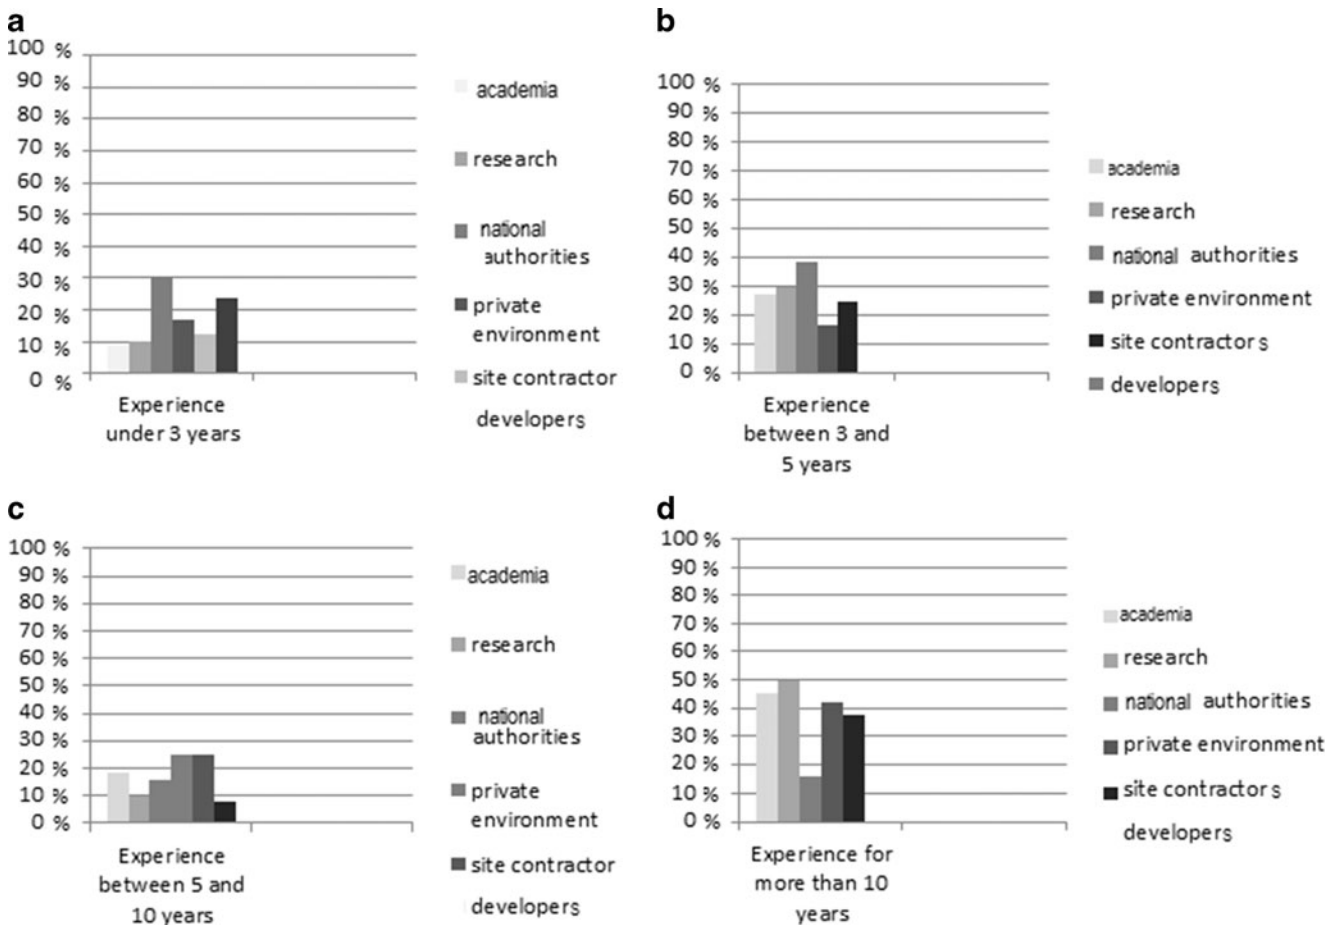 a
100 %
90 %
80 %
70 %
60 %
50 %
40 %
30 %
20 %
10 %
0 %
Experience
under 3 years
academia
research
national
authorities
private
environment
site contractor
developers
b
100 %
90 %
80 %
70 %
60 %
50 %
40 %
30 %
20 %
10 %
0 %
Experience
between 3 and
5 years
academia
research
national authorities
private environment
site contractors
developers
c
100 %
90 %
80 %
70 %
60 %
50 %
40 %
30 %
20 %
10 %
0 %
Experience
between 5 and
10 years
academia
research
national
authorities
private
environment
site contractor
developers
d
100 %
90 %
80 %
70 %
60 %
50 %
40 %
30 %
20 %
10 %
0 %
Experience for
more than 10
years
academia
research
national authorities
private environment
site contractors
developers